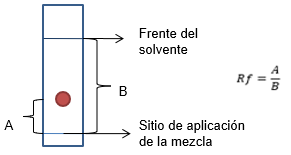 Frente del
solvente
B
A
Rf = A/B
Sitio de aplicación
de la mezcla